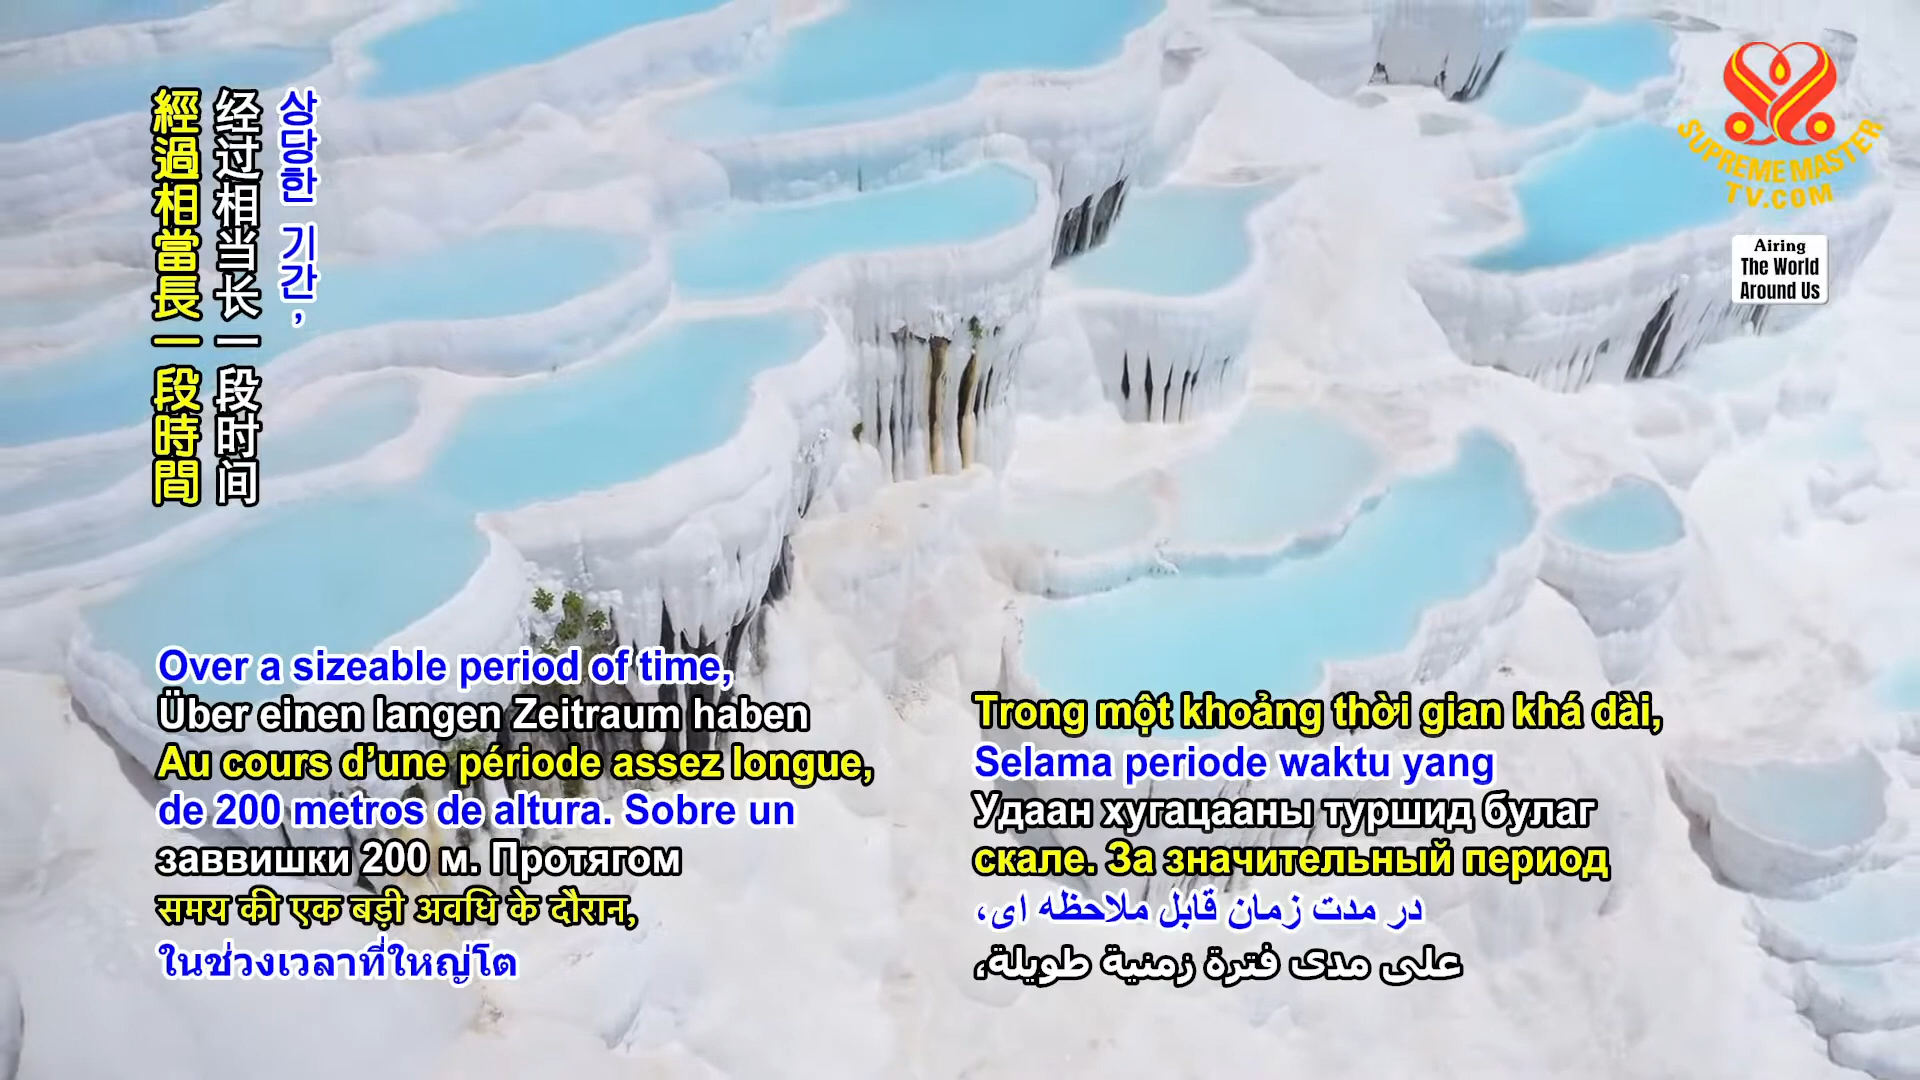 經過相當長一段時間
经过相当长一段时间
상당한 기간,
SUPREME MASTER
TV.COM
Airing
The World
Around Us
Over a sizeable period of time,
Über einen langen Zeitraum haben
Au cours d’une période assez longue,
de 200 metros de altura. Sobre un
заввишки 200 м. Протягом
समय की एक बड़ी अवधि के दौरान,
ในช่วงเวลาที่ใหญ่โต
Trong một khoảng thời gian khá dài,
Selama periode waktu yang
Удаан хугацааны туршид булаг
скале. За значительный период
در مدت زمان قابل ملاحظه ای،
على مدى فترة زمنية طويلة،